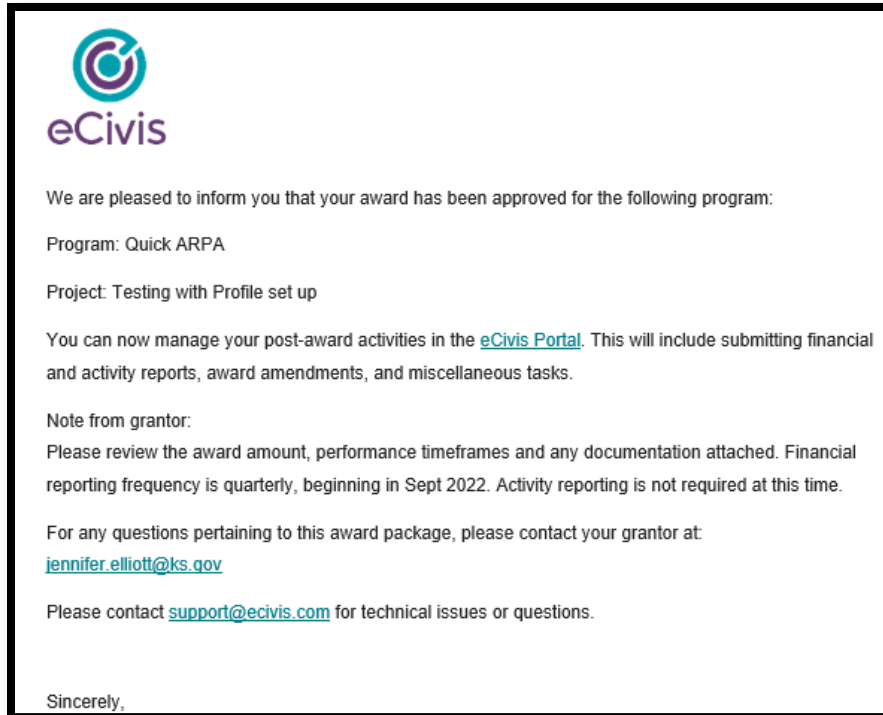 eCivis
We are pleased to inform you that your award has been approved for the following program:
Program: Quick ARPA
Project: Testing with Profile set up
You can now manage your post-award activities in the eCivis Portal. This will include submitting financial
and activity reports, award amendments, and miscellaneous tasks.
Note from grantor:
Please review the award amount, performance timeframes and any documentation attached. Financial
reporting frequency is quarterly, beginning in Sept 2022. Activity reporting is not required at this time.
For any questions pertaining to this award package, please contact your grantor at:
jennifer.elliott@ks.gov
Please contact support@ecivis.com for technical issues or questions.
Sincerely,